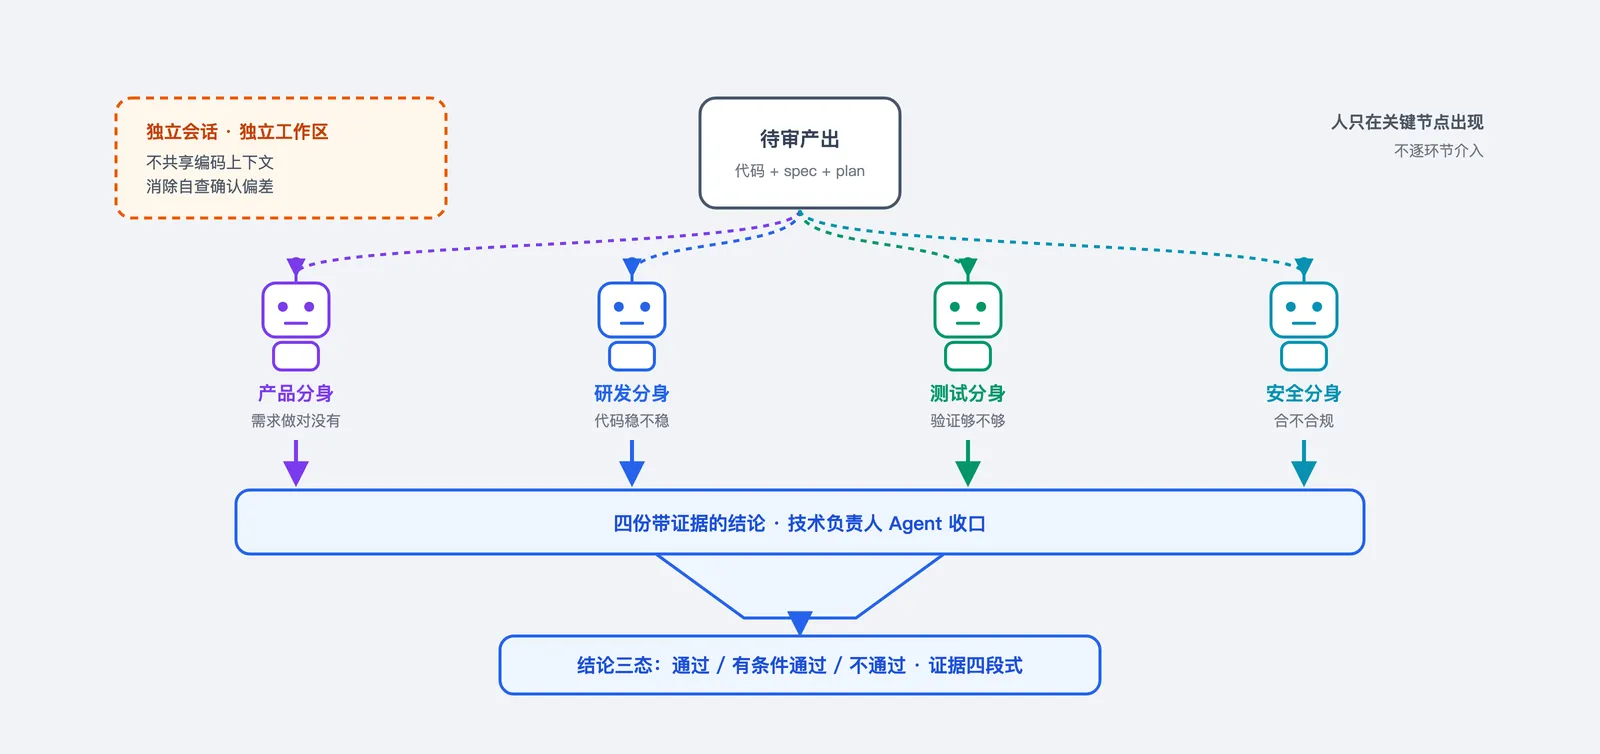 独立会话 · 独立工作区
不共享编码上下文
消除自查确认偏差
待审产出
代码 + spec + plan
人只在关键节点出现
不逐环节介入
产品分身
需求做对没有
研发分身
代码稳不稳
测试分身
验证够不够
安全分身
合不合规
四份带证据的结论 · 技术负责人 Agent 收口
结论三态：通过 / 有条件通过 / 不通过 · 证据四段式